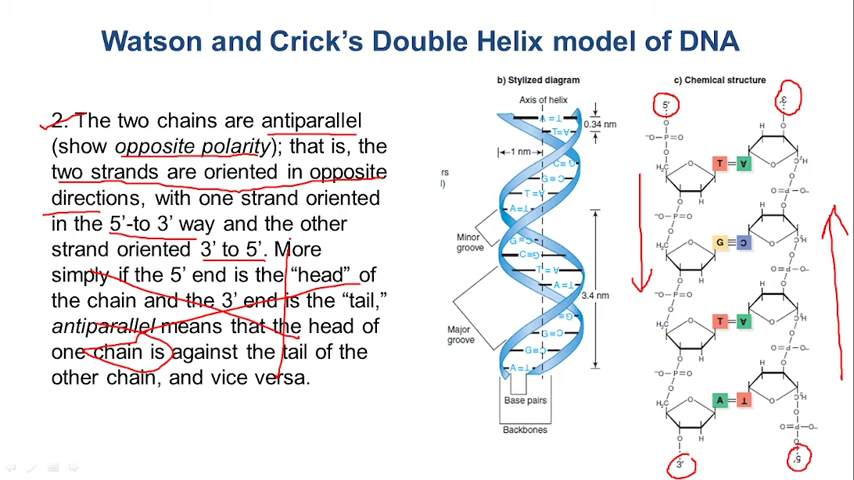 Watson and Crick's Double Helix model of DNA
2. The two chains are antiparallel
(show opposite polarity); that is, the
two strands are oriented in opposite
directions, with one strand oriented
in the 5'-to 3' way and the other
strand oriented 3' to 5'. More
simply if the 5' end is the “head” of
the chain and the 3' end is the “tail,”
antiparallel means that the head of
one chain is against the tail of the
other chain, and vice versa.
rs
l)
b) Stylized diagram
Axis of helix
0.34 nm
1 nm
A=T
T=A
C≡G
G≡C
T=A
A=T
Minor
groove
G≡C
C≡G
T=A
A=T
3.4 nm
Major
groove
C≡G
G≡C
A=T
Base pairs
Backbones
c) Chemical structure
5'
3'
T=A
G≡C
T=A
A=T
3'
5'